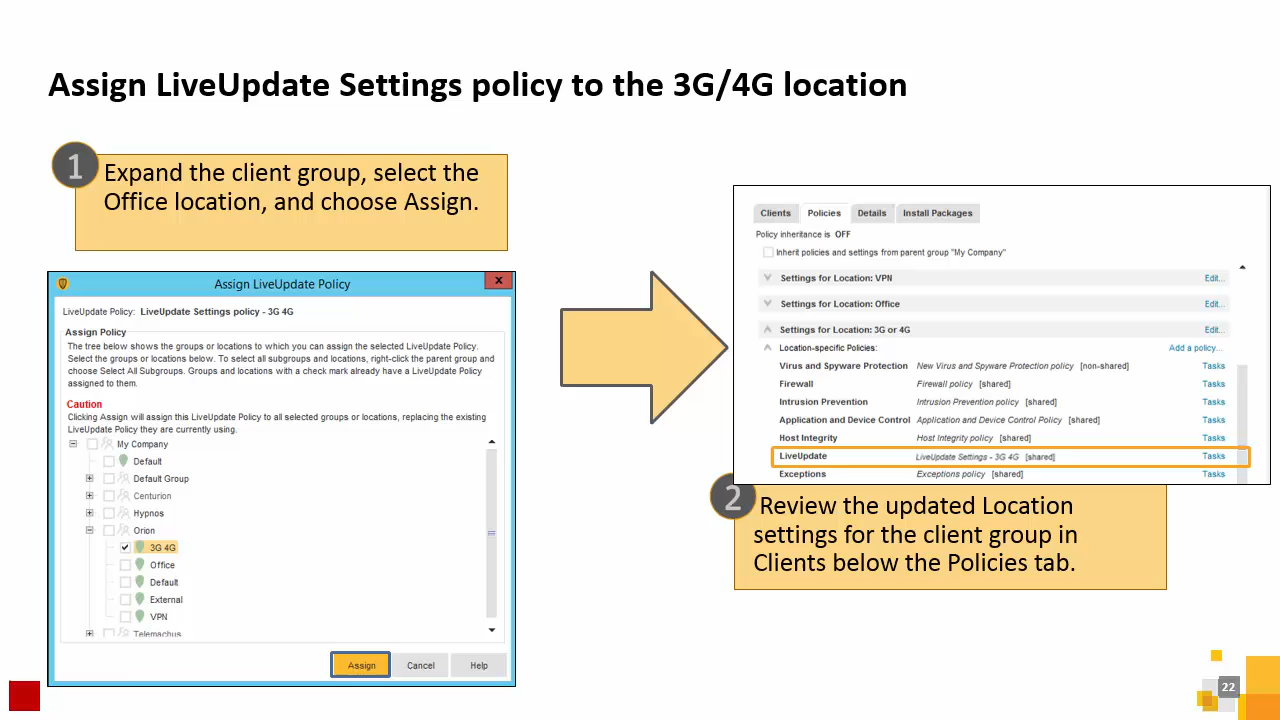 Assign LiveUpdate Settings policy to the 3G/4G location
1
Expand the client group, select the
Office location, and choose Assign.
Assign LiveUpdate Policy
x
LiveUpdate Policy: LiveUpdate Settings policy - 3G 4G
Assign Policy
The tree below shows the groups or locations to which you can assign the selected LiveUpdate Policy.
Select the groups or locations below. To select all subgroups and locations, right-click the parent group and
choose Select All Subgroups. Groups and locations with a check mark already have a LiveUpdate Policy
assigned to them.
Caution
Clicking Assign will assign this LiveUpdate Policy to all selected groups or locations, replacing the existing
LiveUpdate Policy they are currently using.
My Company
Default
Default Group
Centurion
Hypnos
Orion
3G 4G
Office
Default
External
VPN
Telemachus
Assign Cancel Help
Clients Policies Details Install Packages
Policy inheritance is OFF
Inherit policies and settings from parent group "My Company"
Settings for Location: VPN Edit...
Settings for Location: Office Edit...
Settings for Location: 3G or 4G Edit...
Location-specific Policies: Add a policy...
Virus and Spyware Protection New Virus and Spyware Protection policy [non-shared] Tasks
Firewall Firewall policy [shared] Tasks
Intrusion Prevention Intrusion Prevention policy [shared] Tasks
Application and Device Control Application and Device Control Policy [shared] Tasks
Host Integrity Host Integrity policy [shared] Tasks
LiveUpdate LiveUpdate Settings - 3G 4G [shared] Tasks
Exceptions Exceptions policy [shared] Tasks
2
Review the updated Location
settings for the client group in
Clients below the Policies tab.
22